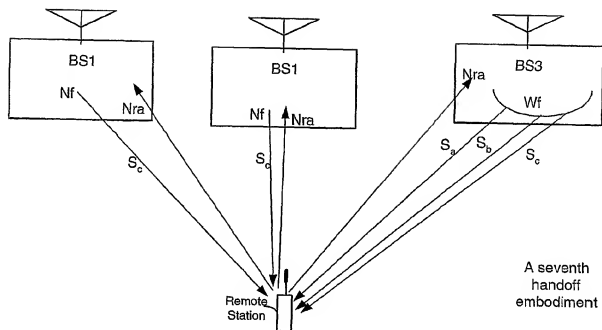 BS1
BS1
BS3
Nf
Nra
Nf
Nra
Nra
Wf
Sc
Sc
Sa
Sb
Sc
Remote
Station
A seventh
handoff
embodiment